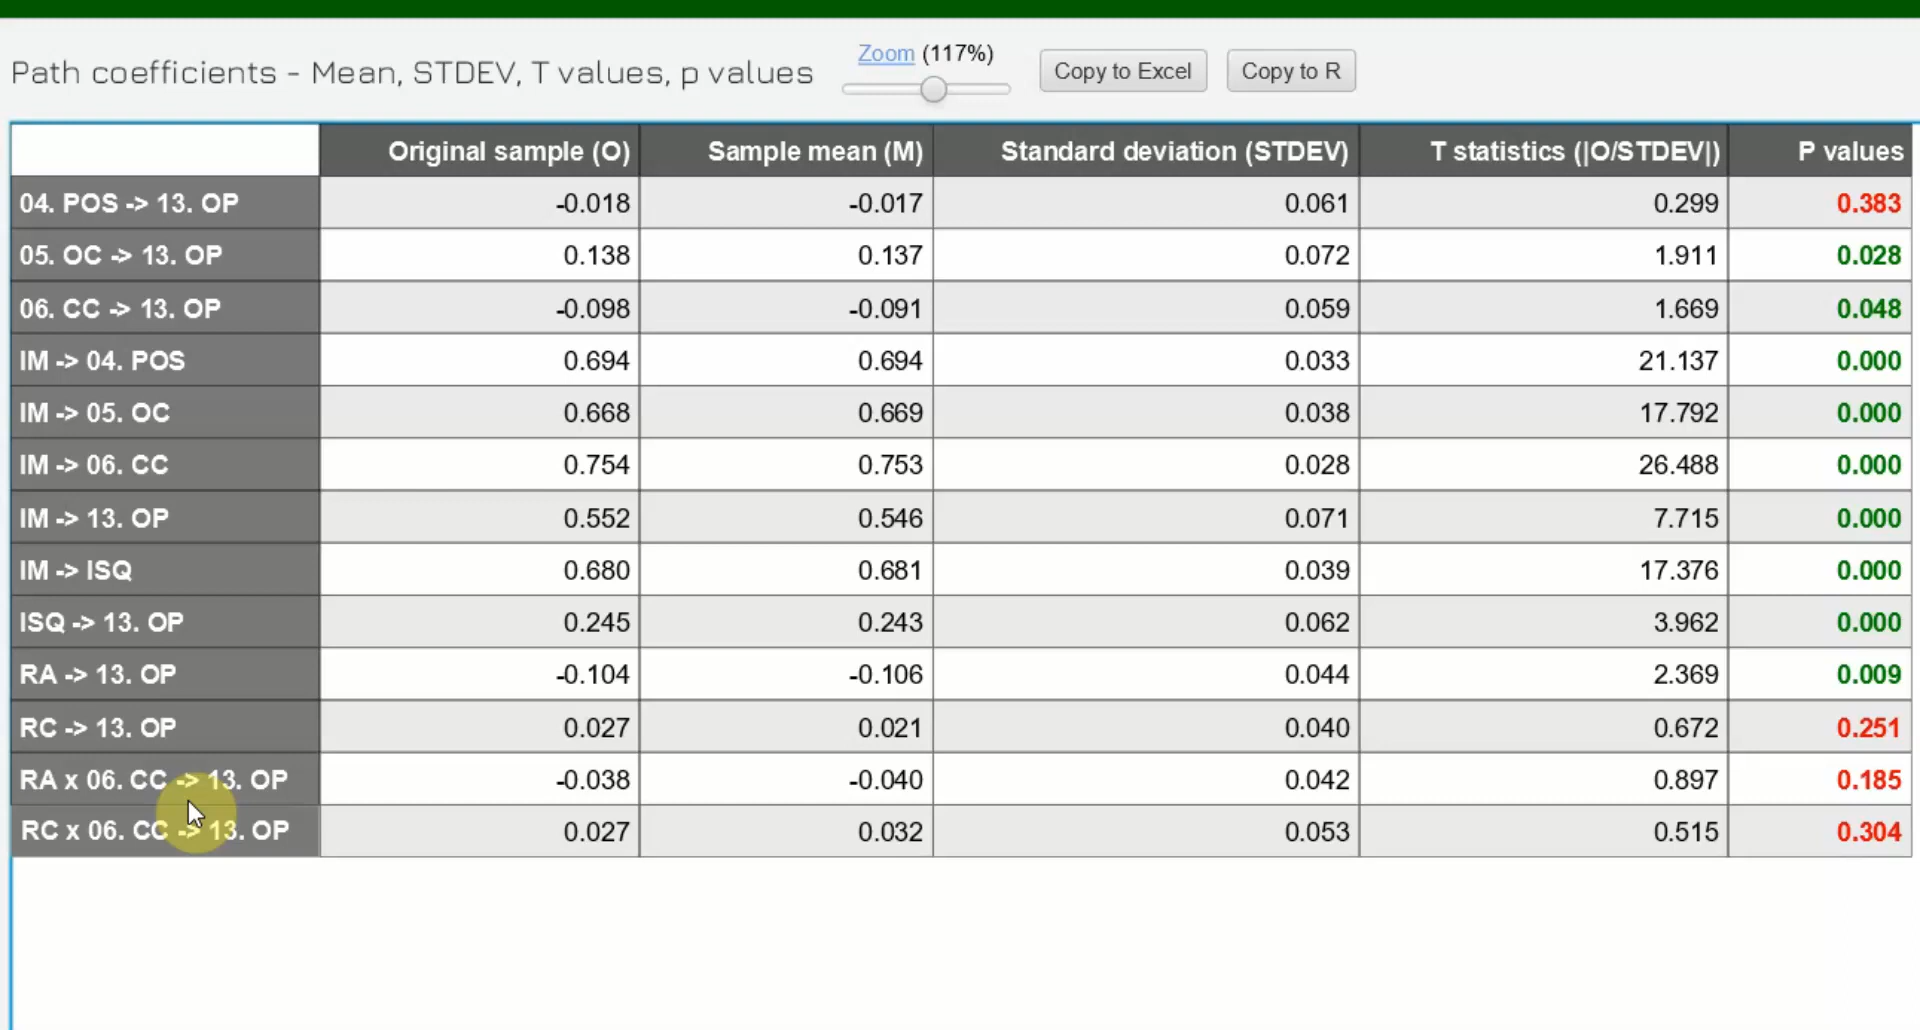 Path coefficients - Mean, STDEV, T values, p values
Zoom (117%)
Copy to Excel
Copy to R
Original sample (O) Sample mean (M) Standard deviation (STDEV) T statistics (|O/STDEV|) P values
04. POS -> 13. OP -0.018 -0.017 0.061 0.299 0.383
05. OC -> 13. OP 0.138 0.137 0.072 1.911 0.028
06. CC -> 13. OP -0.098 -0.091 0.059 1.669 0.048
IM -> 04. POS 0.694 0.694 0.033 21.137 0.000
IM -> 05. OC 0.668 0.669 0.038 17.792 0.000
IM -> 06. CC 0.754 0.753 0.028 26.488 0.000
IM -> 13. OP 0.552 0.546 0.071 7.715 0.000
IM -> ISQ 0.680 0.681 0.039 17.376 0.000
ISQ -> 13. OP 0.245 0.243 0.062 3.962 0.000
RA -> 13. OP -0.104 -0.106 0.044 2.369 0.009
RC -> 13. OP 0.027 0.021 0.040 0.672 0.251
RA x 06. CC -> 13. OP -0.038 -0.040 0.042 0.897 0.185
RC x 06. CC -> 13. OP 0.027 0.032 0.053 0.515 0.304